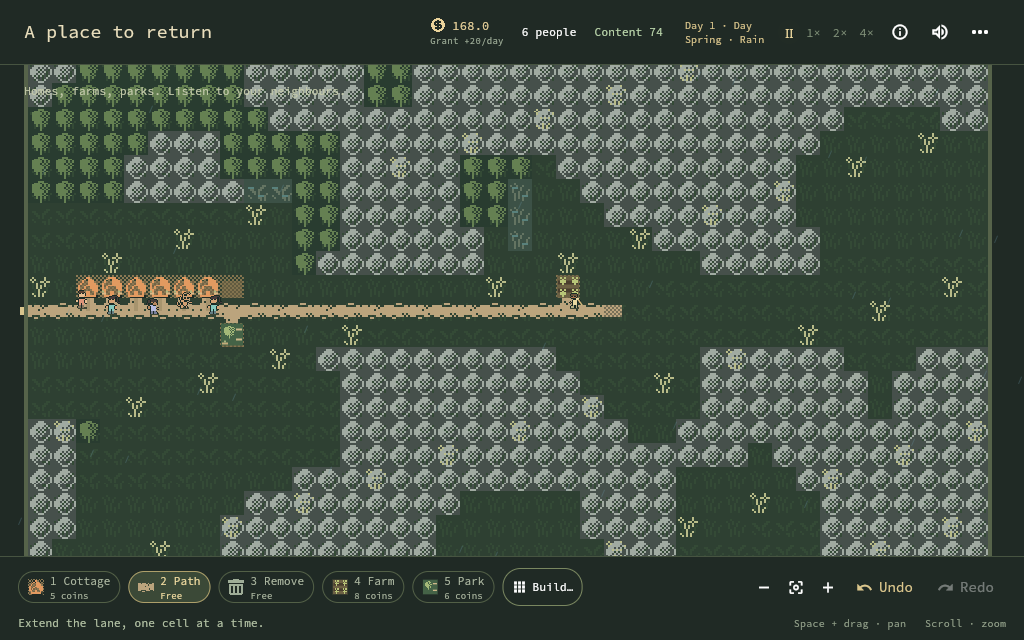 A place to return
168.0
Grant +20/day
6 people
Content 74
Day 1 · Day
Spring · Rain
1×
2×
4×
Homes, farms, parks. Listen to your neighbours.
1 Cottage
5 coins
2 Path
Free
3 Remove
Free
4 Farm
8 coins
5 Park
6 coins
Build…
Undo
Redo
Extend the lane, one cell at a time.
Space + drag · pan
Scroll · zoom